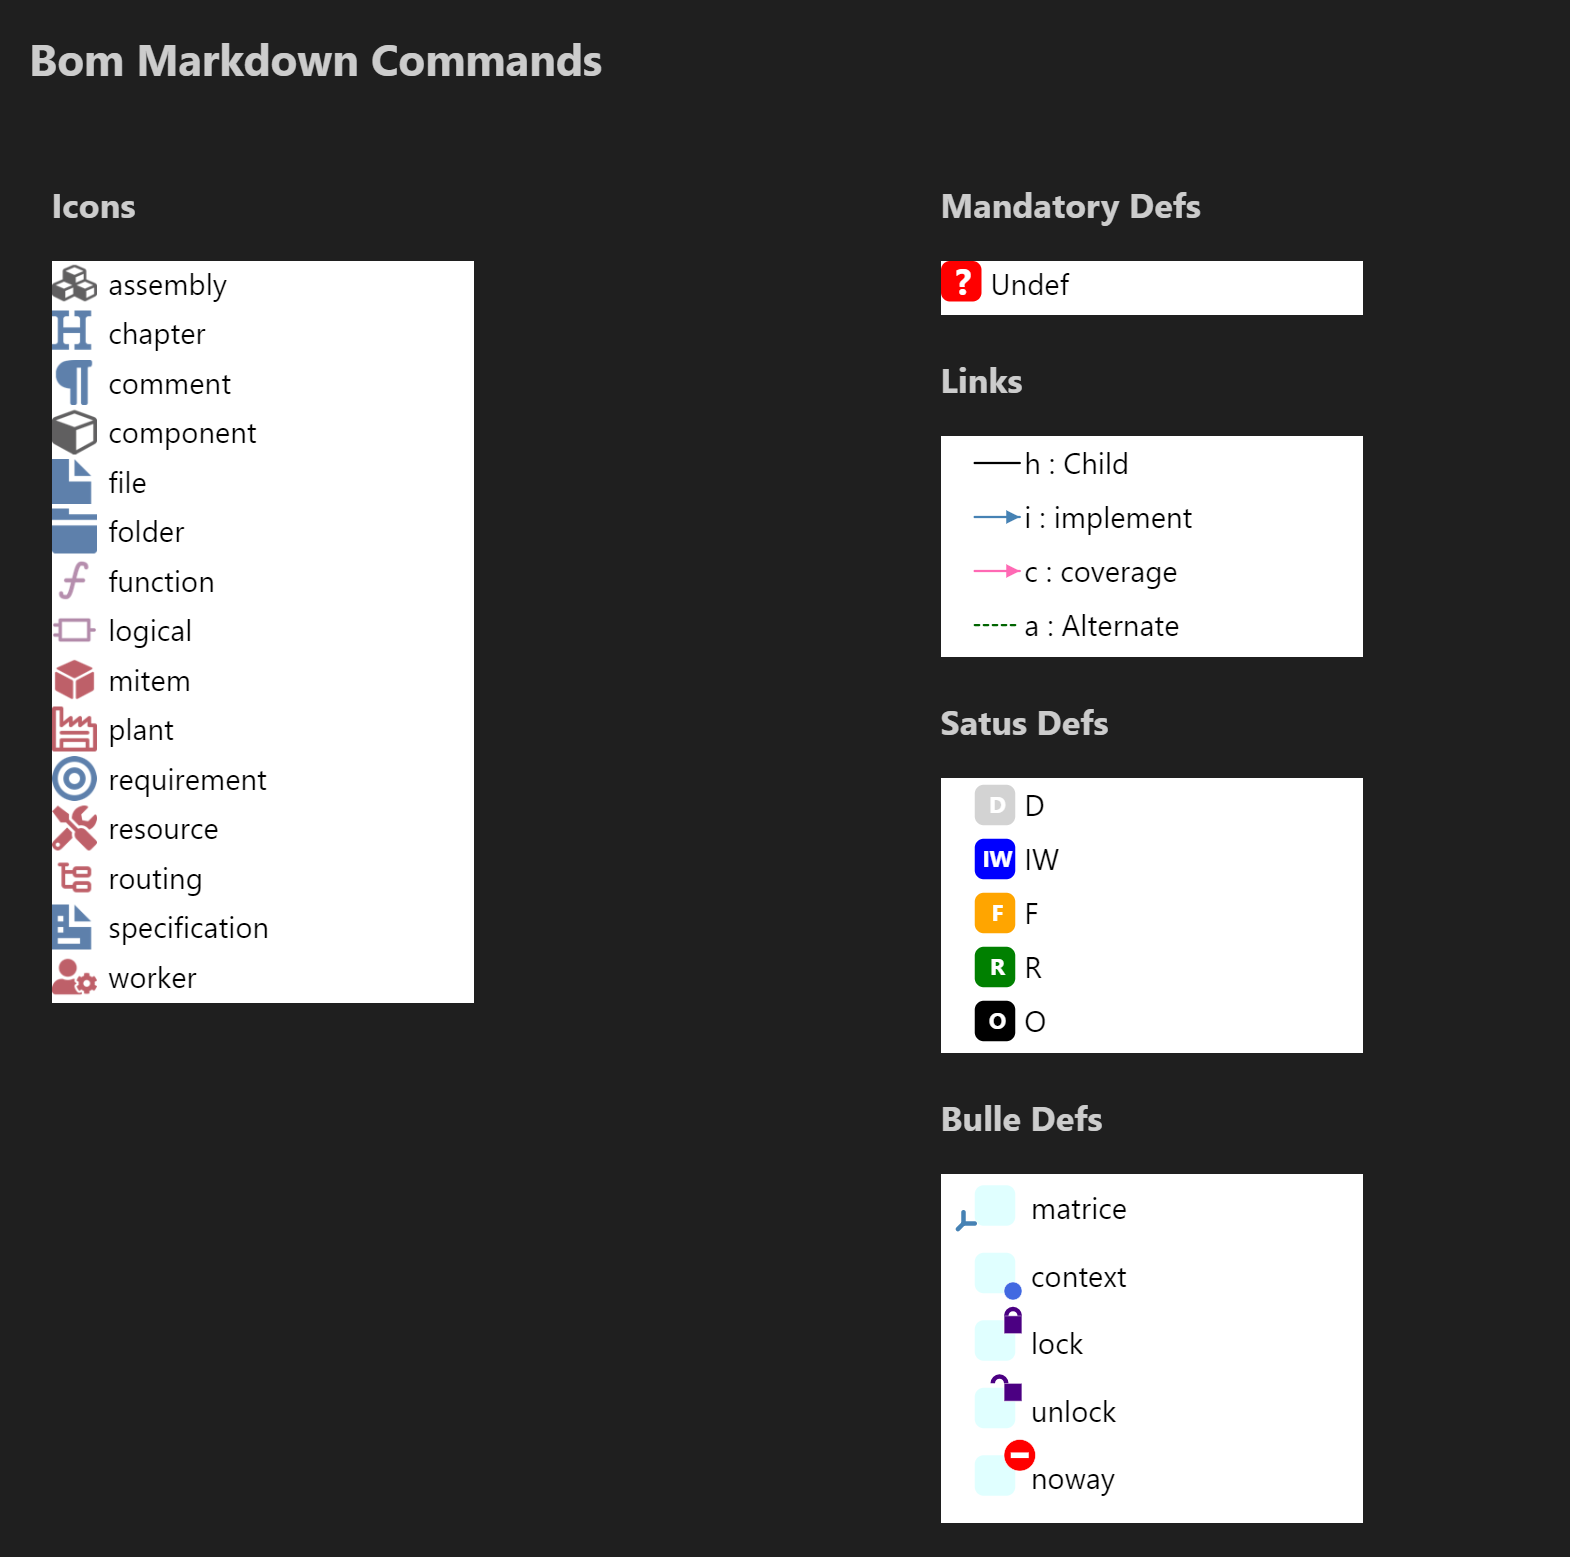 Bom Markdown Commands
Icons
assembly
H chapter
¶ comment
component
file
folder
f function
logical
mitem
plant
requirement
resource
routing
specification
worker
Mandatory Defs
? Undef
Links
h : Child
i : implement
c : coverage
a : Alternate
Satus Defs
D D
IW IW
F F
R R
O O
Bulle Defs
matrice
context
lock
unlock
noway